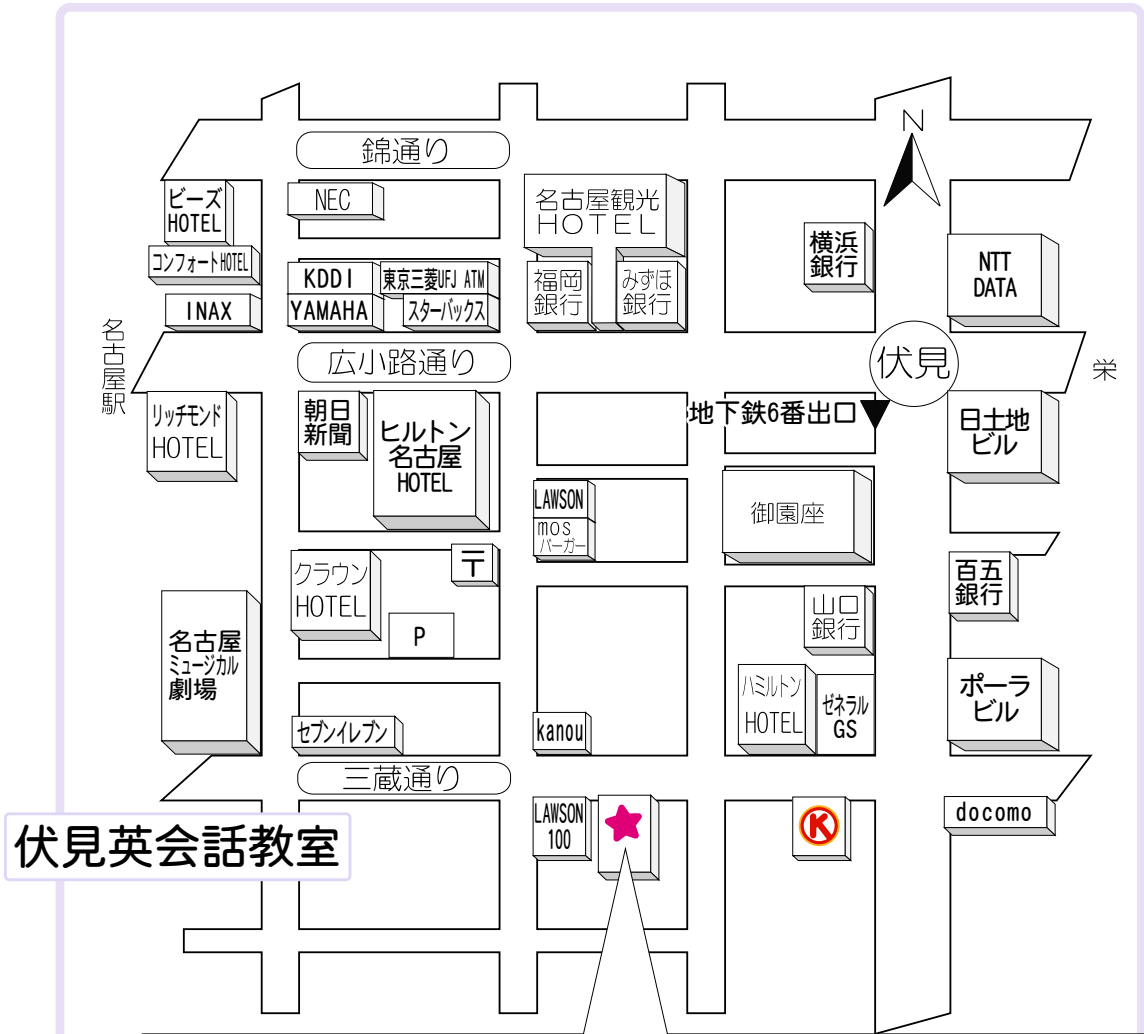 錦通り
N
ビーズ
HOTEL
NEC
名古屋観光
HOTEL
横浜
銀行
コンフォートHOTEL
KDDI
東京三菱UFJ ATM
福岡
銀行
みずほ
銀行
NTT
DATA
INAX
YAMAHA
スターバックス
名古屋駅
広小路通り
伏見
栄
リッチモンド
HOTEL
朝日
新聞
ヒルトン
名古屋
HOTEL
地下鉄6番出口
日土地
ビル
LAWSON
mos
バーガー
御園座
クラウン
HOTEL
〒
P
百五
銀行
山口
銀行
名古屋
ミュージカル
劇場
ハミルトン
HOTEL
ゼネラル
GS
ポーラ
ビル
セブンイレブン
kanou
三蔵通り
LAWSON
100
K
docomo
伏見英会話教室